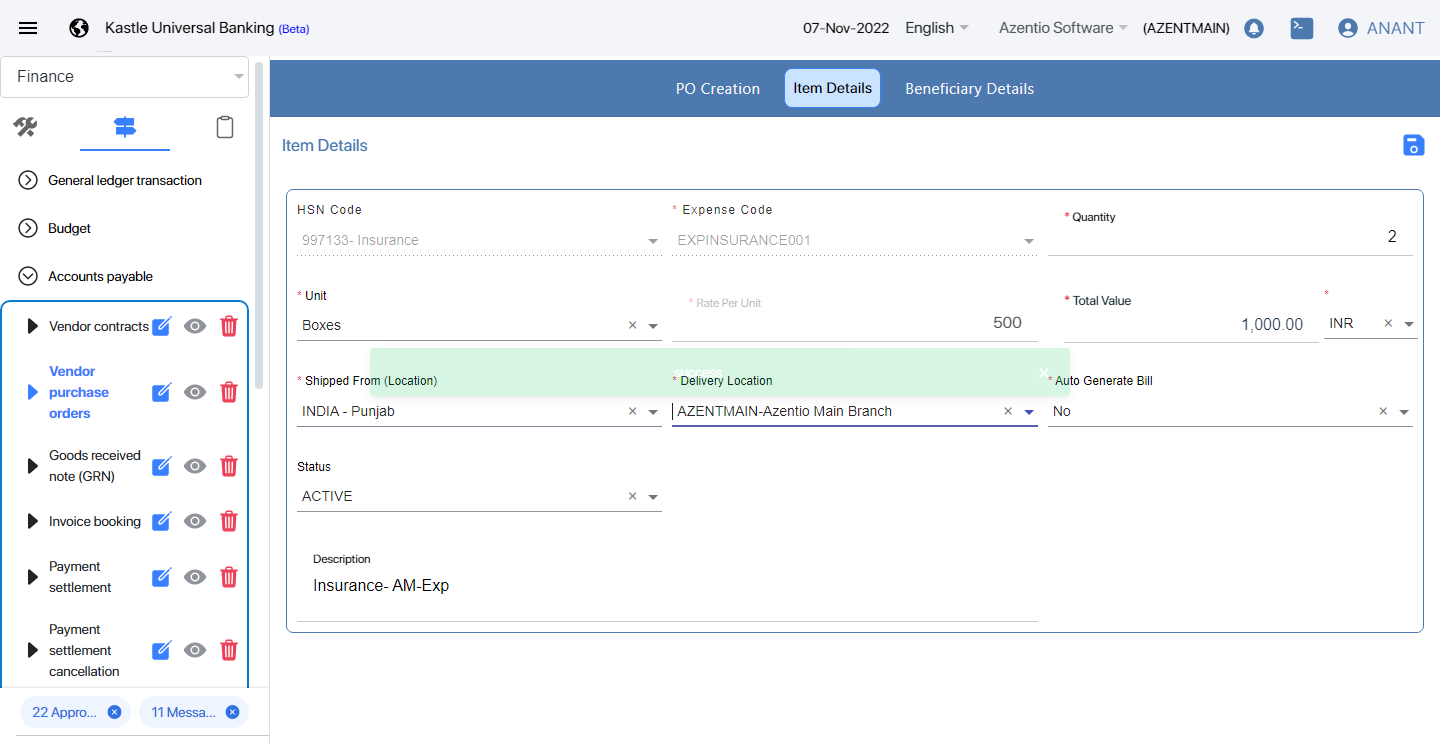 Kastle Universal Banking (Beta)
07-Nov-2022
English
Azentio Software
(AZENTMAIN)
ANANT
Finance
General ledger transaction
Budget
Accounts payable
Vendor contracts
Vendor
purchase
orders
Goods received
note (GRN)
Invoice booking
Payment
settlement
Payment
settlement
cancellation
22 Appro...
11 Messa...
PO Creation
Item Details
Beneficiary Details
Item Details
HSN Code
997133- Insurance
* Expense Code
EXPINSURANCE001
* Quantity
2
* Unit
Boxes
* Rate Per Unit
500
* Total Value
1,000.00
*
INR
success
* Shipped From (Location)
INDIA - Punjab
* Delivery Location
AZENTMAIN-Azentio Main Branch
* Auto Generate Bill
No
Status
ACTIVE
Description
Insurance- AM-Exp